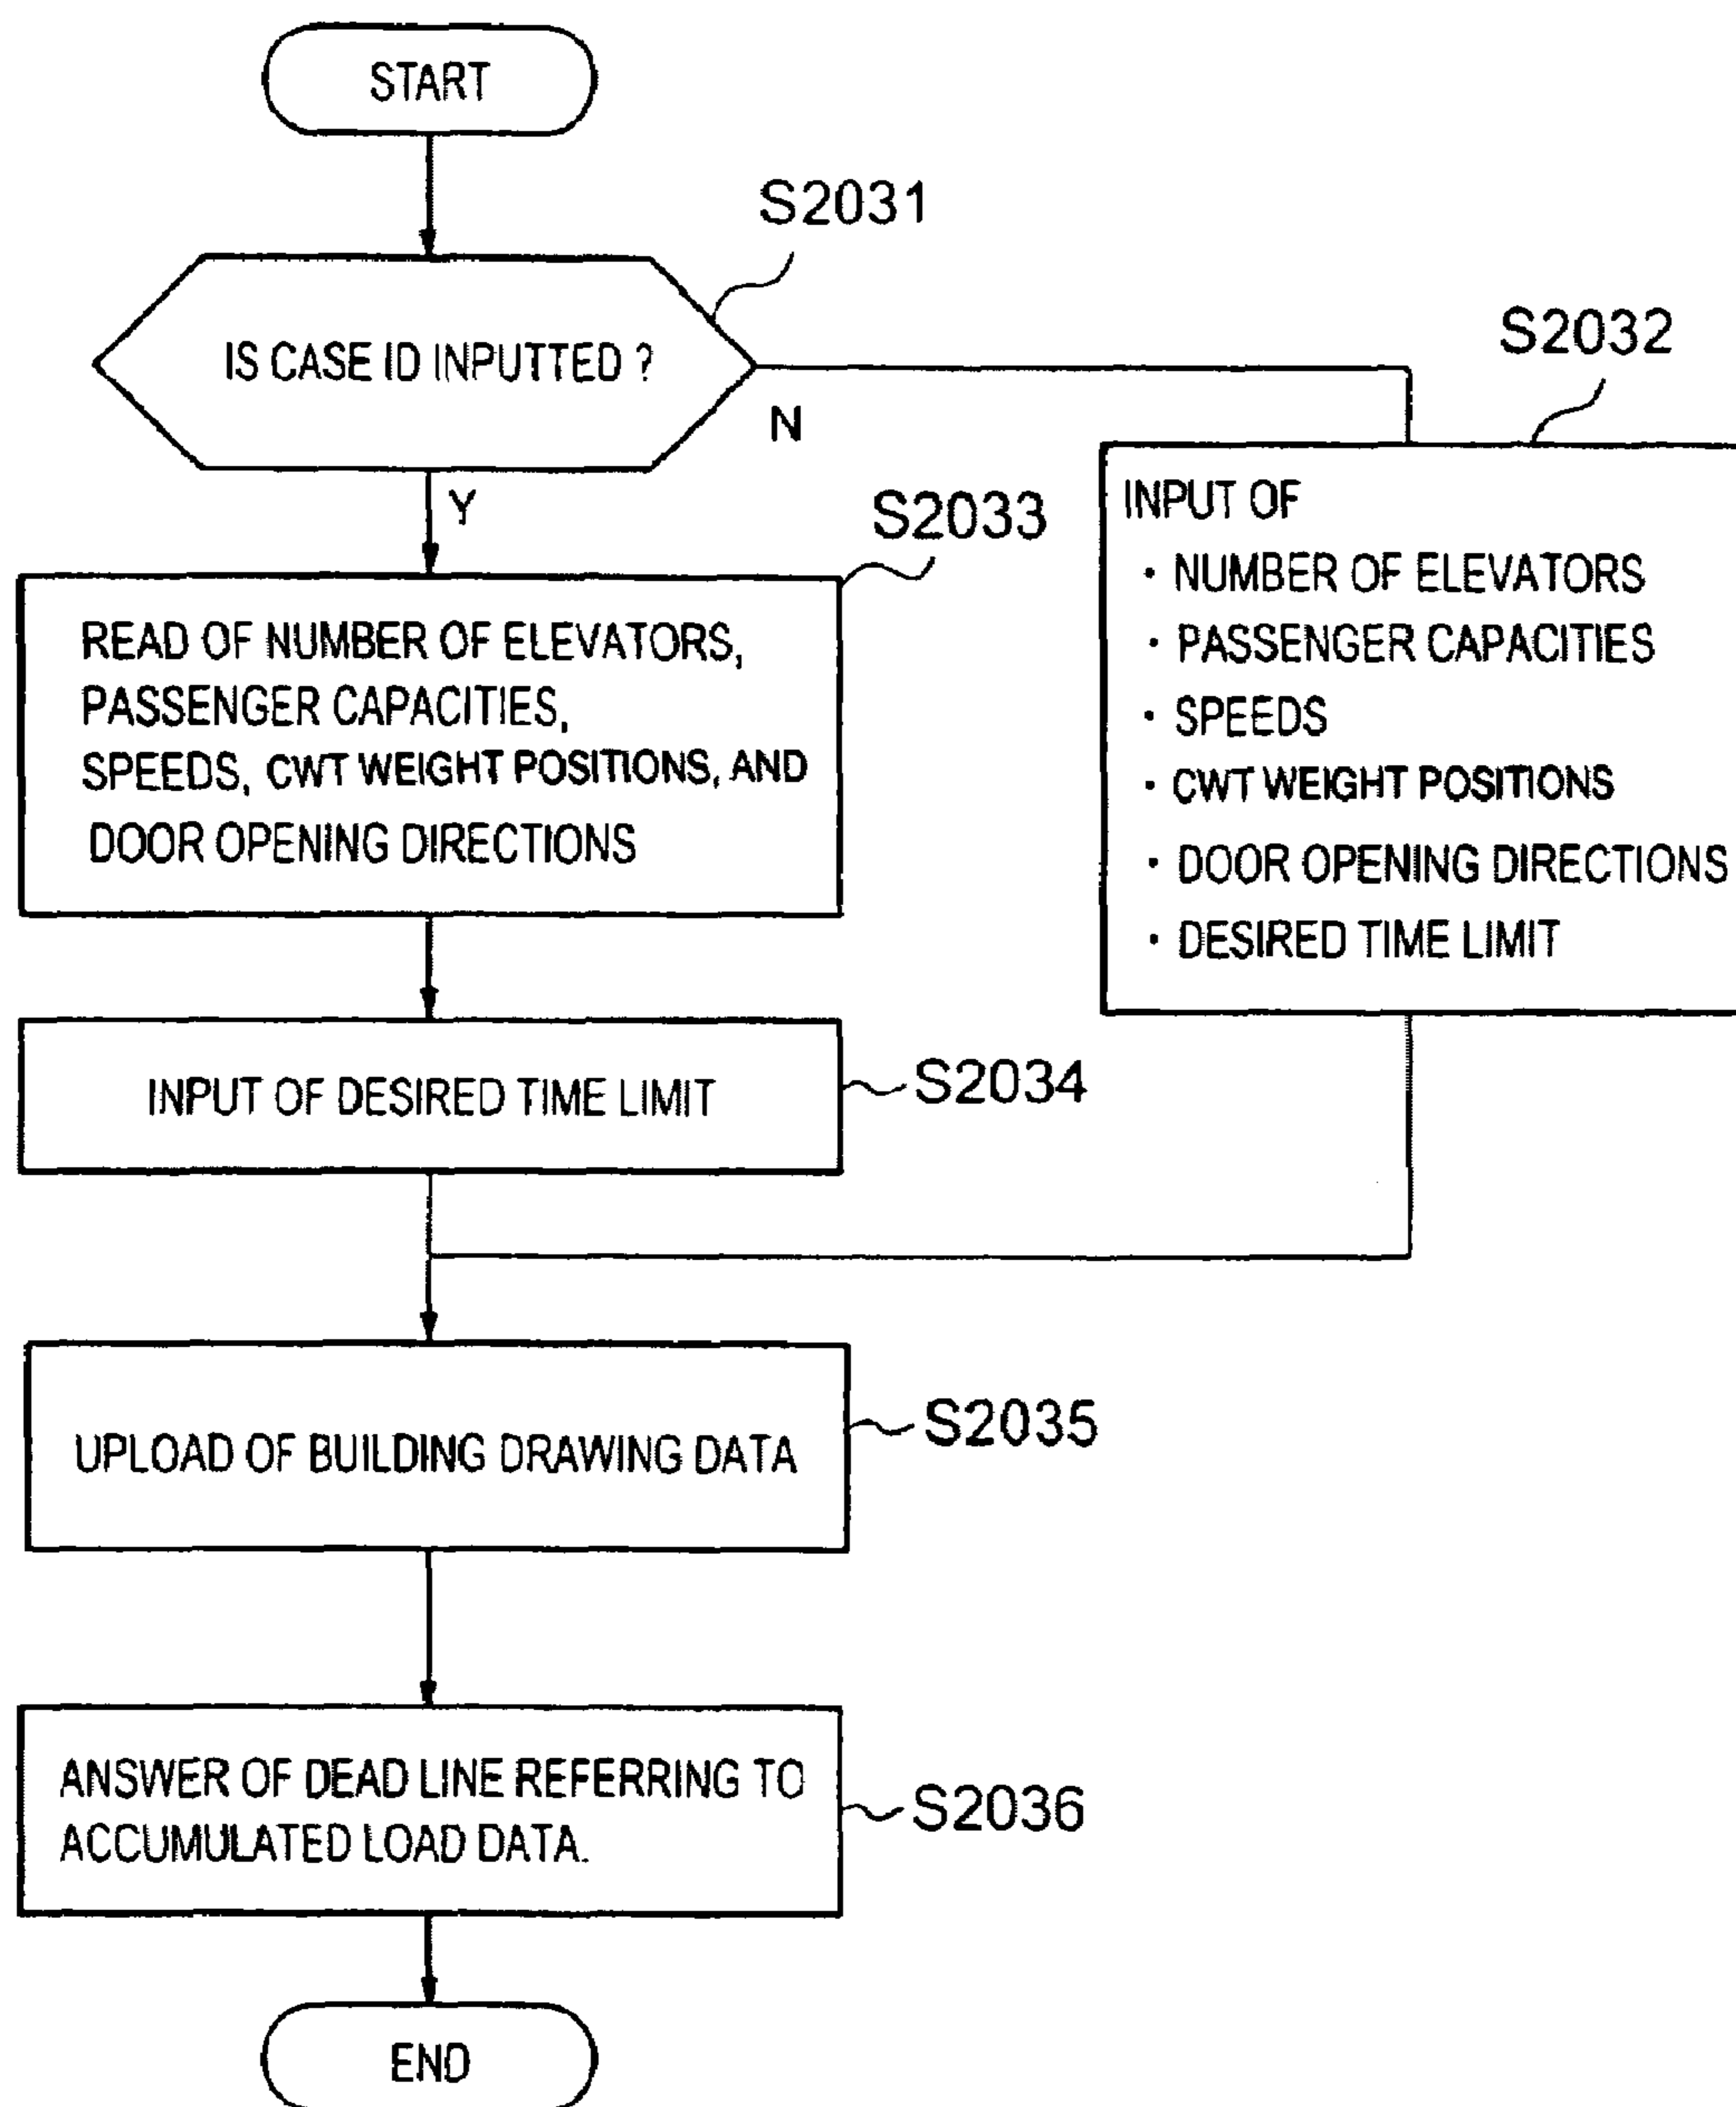 START
S2031
IS CASE ID INPUTTED ?
N
Y
S2032
INPUT OF
· NUMBER OF ELEVATORS
· PASSENGER CAPACITIES
· SPEEDS
· CWT WEIGHT POSITIONS
· DOOR OPENING DIRECTIONS
· DESIRED TIME LIMIT
S2033
READ OF NUMBER OF ELEVATORS,
PASSENGER CAPACITIES,
SPEEDS, CWT WEIGHT POSITIONS, AND
DOOR OPENING DIRECTIONS
INPUT OF DESIRED TIME LIMIT
S2034
UPLOAD OF BUILDING DRAWING DATA
S2035
ANSWER OF DEAD LINE REFERRING TO
ACCUMULATED LOAD DATA.
S2036
END